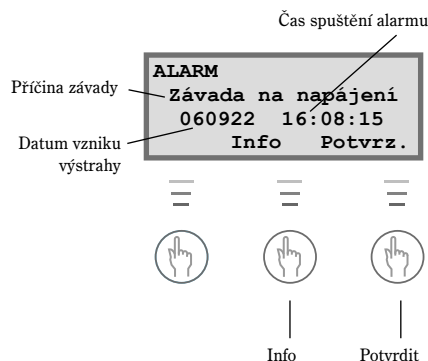 Čas spuštění alarmu
ALARM
Příčina závady
Závada na napájení
060922 16:08:15
Datum vzniku
výstrahy
Info Potvrz.
Info Potvrdit